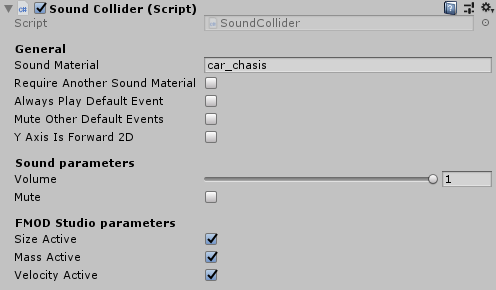 Sound Collider (Script)
Script SoundCollider
General
Sound Material car_chasis
Require Another Sound Material
Always Play Default Event
Mute Other Default Events
Y Axis Is Forward 2D
Sound parameters
Volume 1
Mute
FMOD Studio parameters
Size Active
Mass Active
Velocity Active